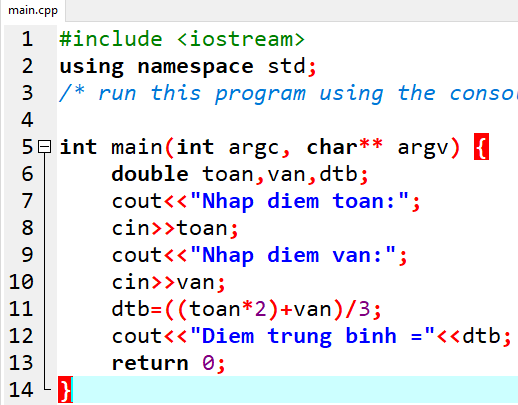 main.cpp
1 #include <iostream>
2 using namespace std;
3 /* run this program using the
4
5 int main(int argc, char** argv) {
6 double toan,van,dtb;
7 cout<<"Nhap diem toan:";
8 cin>>toan;
9 cout<<"Nhap diem van:";
10 cin>>van;
11 dtb=((toan*2)+van)/3;
12 cout<<"Diem trung binh ="<<dtb;
13 return 0;
14 }